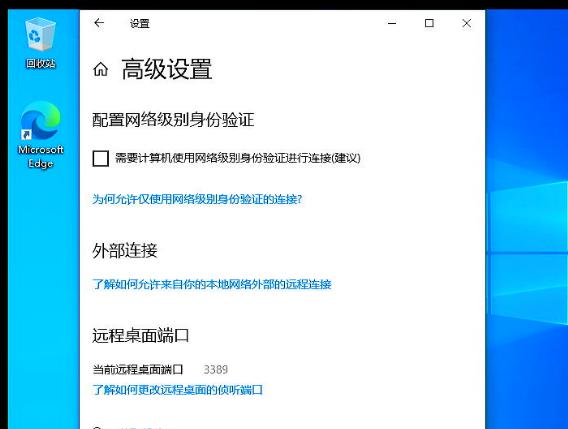 设置
回收站
高级设置
配置网络级别身份验证
Microsoft
Edge
需要计算机使用网络级别身份验证进行连接(建议)
为何允许仅使用网络级别身份验证的连接?
外部连接
了解如何允许来自你的本地网络外部的远程连接
远程桌面端口
当前远程桌面端口 3389
了解如何更改远程桌面的侦听端口